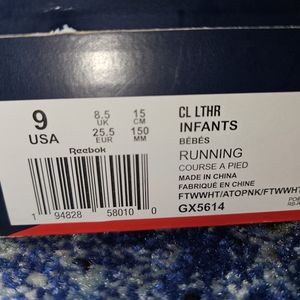 9
USA
8.5
UK
15
CM
25.5
EUR
150
MM
CL LTHR
INFANTS
BÉBÉS
RUNNING
COURSE A PIED
MADE IN CHINA
FABRIQUÉ EN CHINE
FTWWHT/ATOPNK/FTWWHT
GX5614
Reebok
1 94828 58010 0